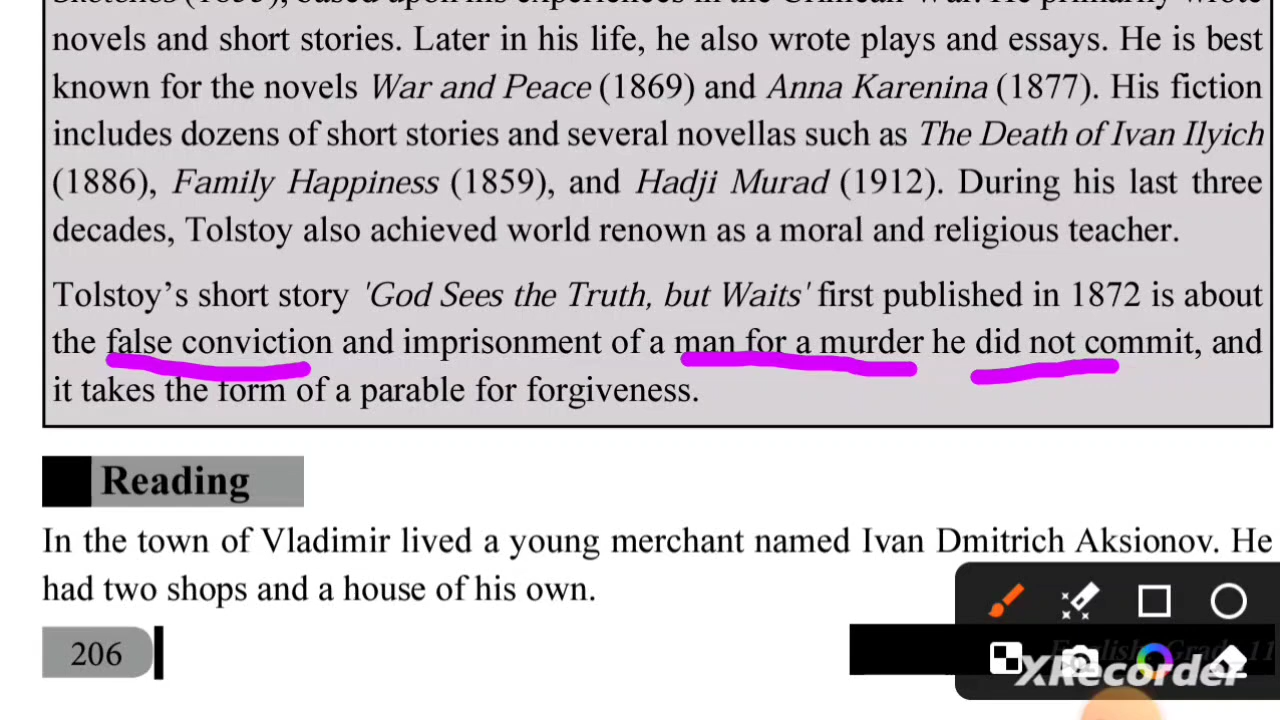 novels and short stories. Later in his life, he also wrote plays and essays. He is best
known for the novels War and Peace (1869) and Anna Karenina (1877). His fiction
includes dozens of short stories and several novellas such as The Death of Ivan Ilyich
(1886), Family Happiness (1859), and Hadji Murad (1912). During his last three
decades, Tolstoy also achieved world renown as a moral and religious teacher.
Tolstoy's short story 'God Sees the Truth, but Waits' first published in 1872 is about
the false conviction and imprisonment of a man for a murder he did not commit, and
it takes the form of a parable for forgiveness.
Reading
In the town of Vladimir lived a young merchant named Ivan Dmitrich Aksionov. He
had two shops and a house of his own.
206
XRecorder